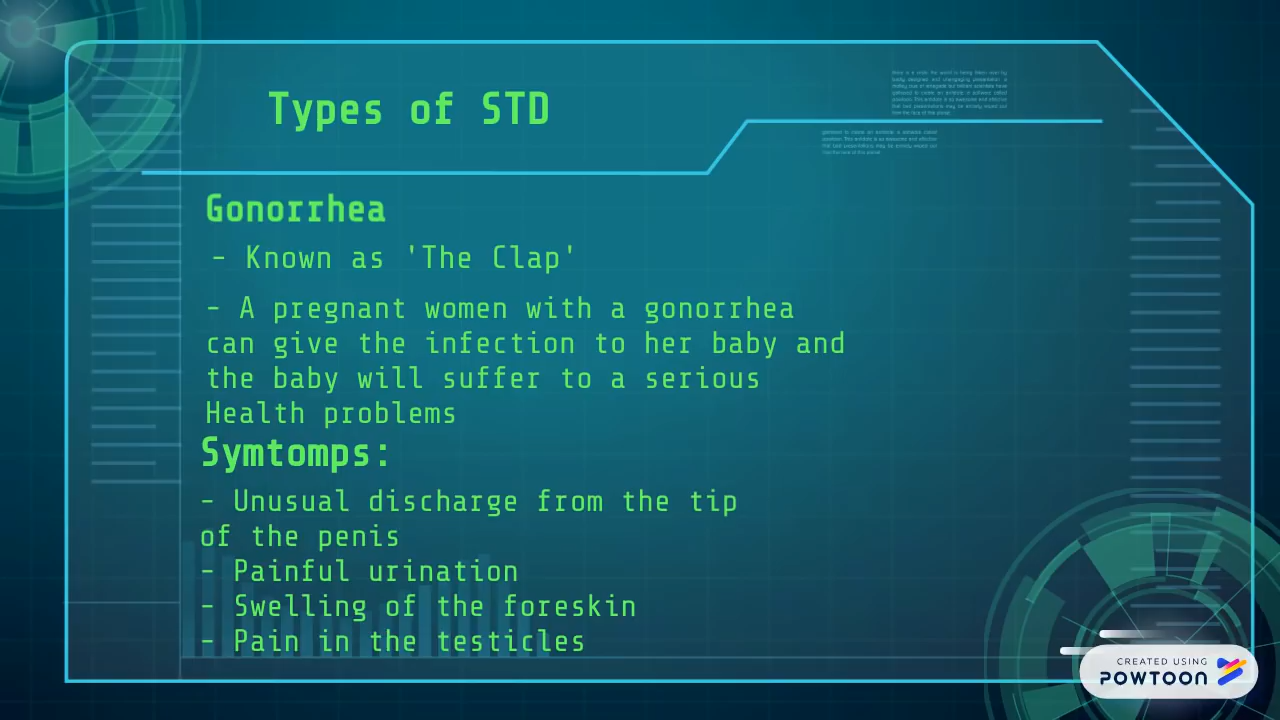 Types of STD
Gonorrhea
- Known as 'The Clap'
- A pregnant women with a gonorrhea
can give the infection to her baby and
the baby will suffer to a serious
Health problems
Symtomps:
- Unusual discharge from the tip
of the penis
- Painful urination
- Swelling of the foreskin
- Pain in the testicles
CREATED USING
POWTOON